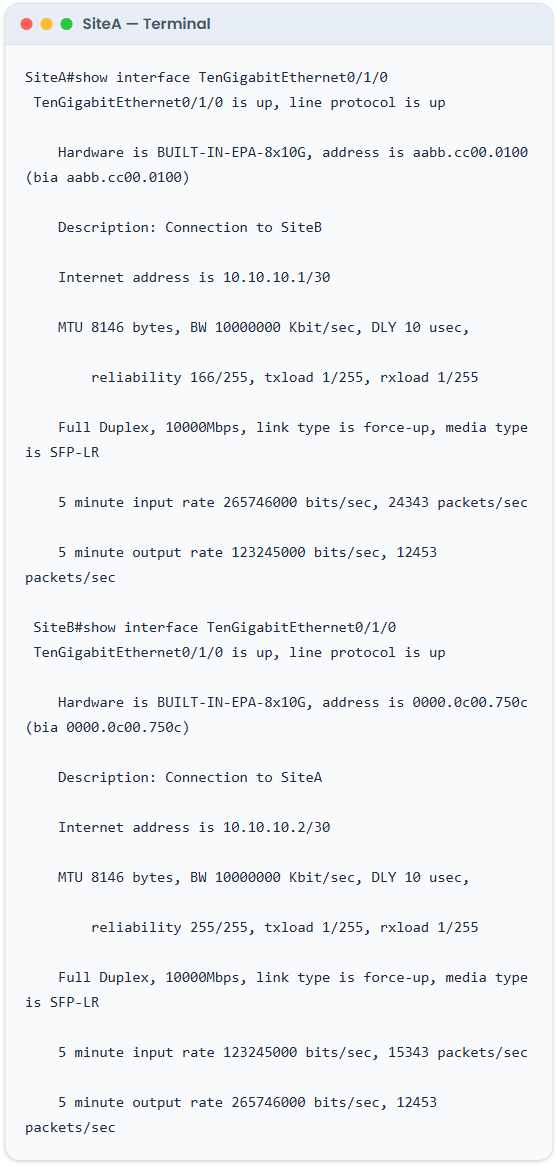 SiteA — Terminal
SiteA#show interface TenGigabitEthernet0/1/0
TenGigabitEthernet0/1/0 is up, line protocol is up
Hardware is BUILT-IN-EPA-8x10G, address is aabb.cc00.0100
(bia aabb.cc00.0100)
Description: Connection to SiteB
Internet address is 10.10.10.1/30
MTU 8146 bytes, BW 10000000 Kbit/sec, DLY 10 usec,
reliability 166/255, txload 1/255, rxload 1/255
Full Duplex, 10000Mbps, link type is force-up, media type
is SFP-LR
5 minute input rate 265746000 bits/sec, 24343 packets/sec
5 minute output rate 123245000 bits/sec, 12453
packets/sec
SiteB#show interface TenGigabitEthernet0/1/0
TenGigabitEthernet0/1/0 is up, line protocol is up
Hardware is BUILT-IN-EPA-8x10G, address is 0000.0c00.750c
(bia 0000.0c00.750c)
Description: Connection to SiteA
Internet address is 10.10.10.2/30
MTU 8146 bytes, BW 10000000 Kbit/sec, DLY 10 usec,
reliability 255/255, txload 1/255, rxload 1/255
Full Duplex, 10000Mbps, link type is force-up, media type
is SFP-LR
5 minute input rate 123245000 bits/sec, 15343 packets/sec
5 minute output rate 265746000 bits/sec, 12453
packets/sec